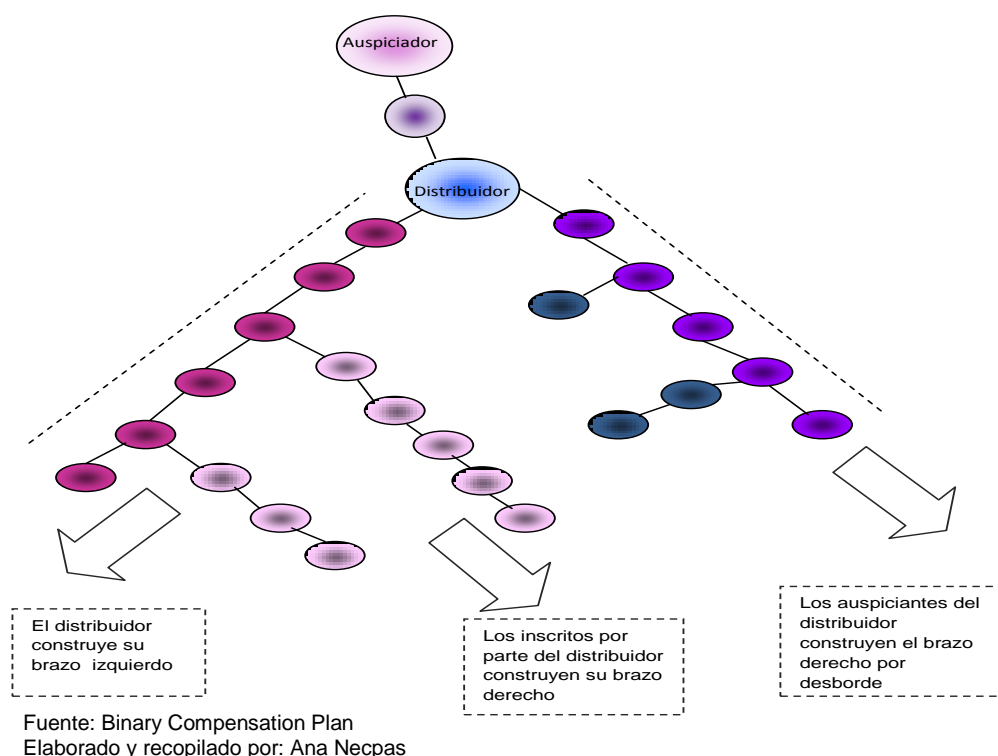 Auspiciador
Distribuidor
El distribuidor
construye su
brazo izquierdo
Los inscritos por
parte del distribuidor
construyen su brazo
derecho
Los auspiciantes del
distribuidor
construyen el brazo
derecho por
desborde
Fuente: Binary Compensation Plan
Elaborado y recopilado por: Ana Necpas